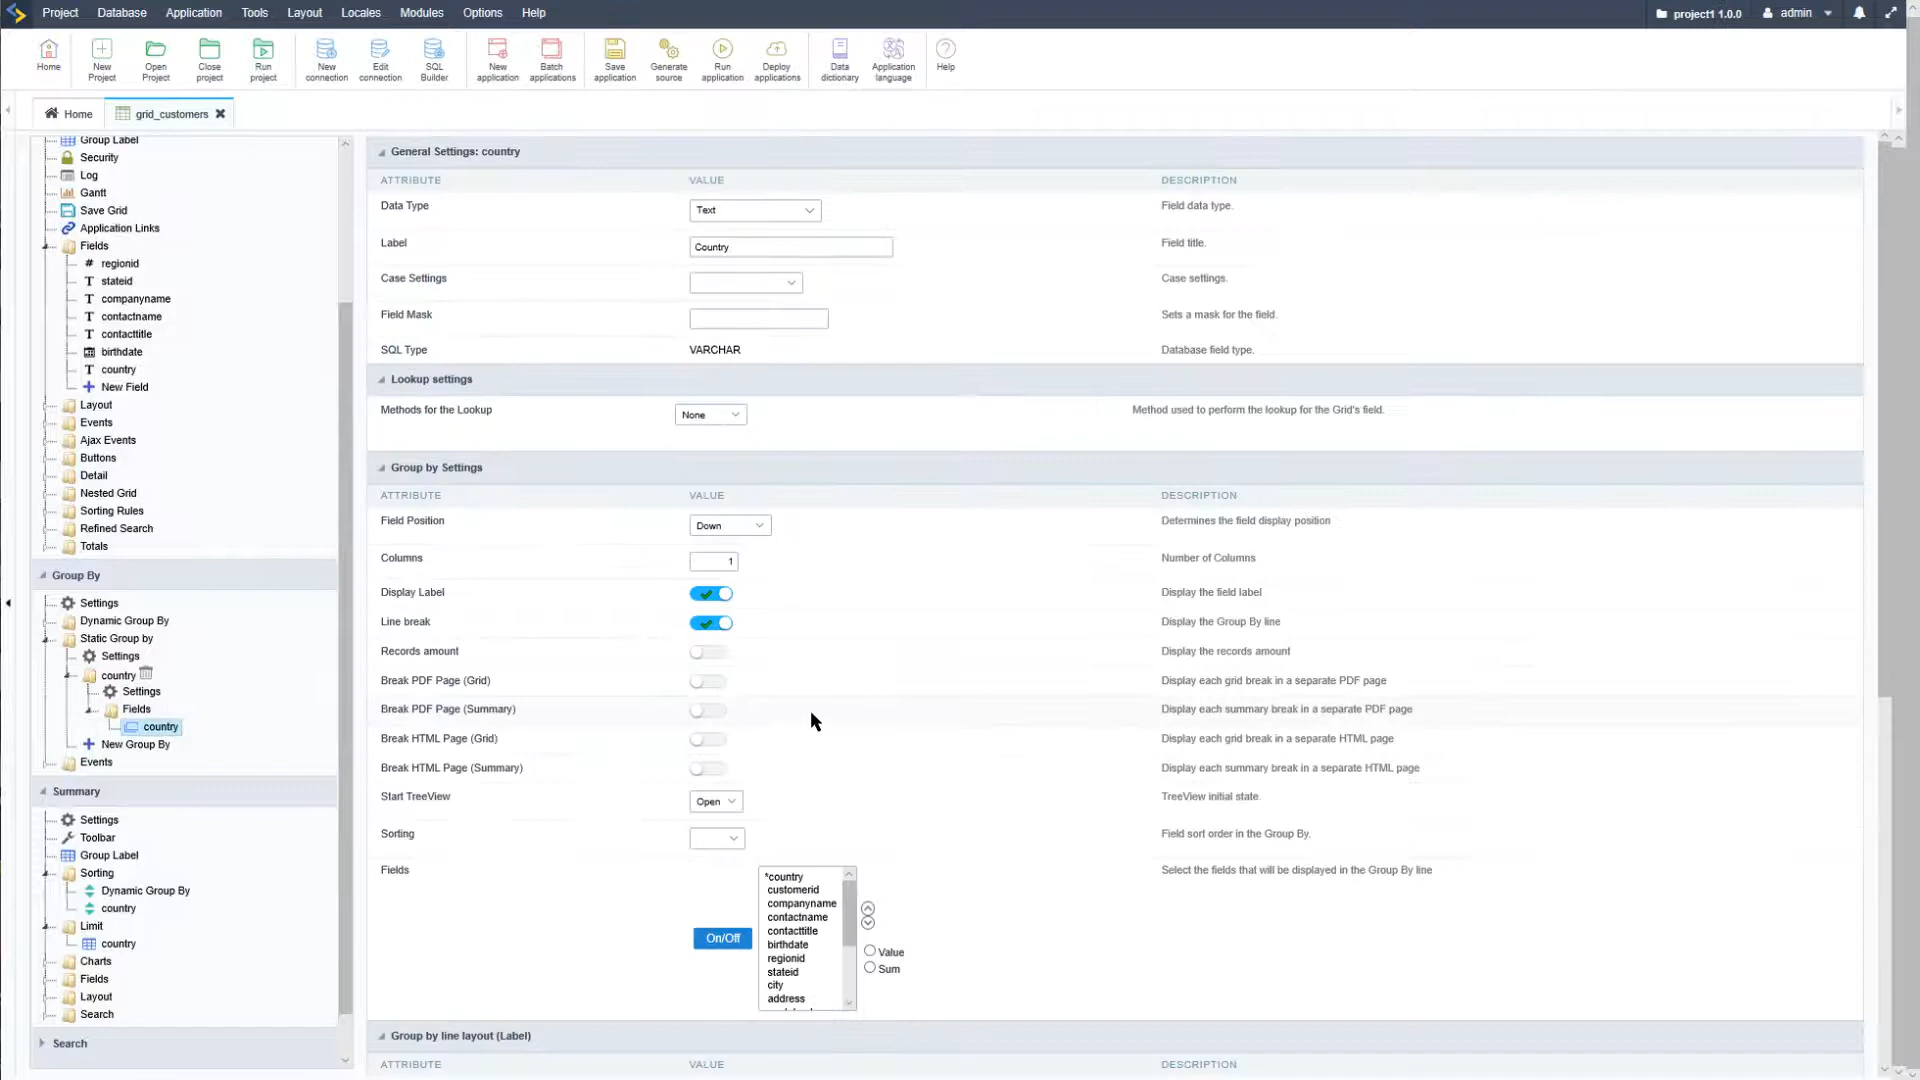 Project Database Application Tools Layout Locales Modules Options Help
project1 1.0.0 admin
Home
New Project
Open Project
Close project
Run project
New connection
Edit connection
SQL Builder
New application
Batch applications
Save application
Generate source
Run application
Deploy applications
Data dictionary
Application language
Help
Home
grid_customers
Group Label
Security
Log
Gantt
Save Grid
Application Links
Fields
# regionid
T stateid
T companyname
T contactname
T contacttitle
birthdate
T country
New Field
Layout
Events
Ajax Events
Buttons
Detail
Nested Grid
Sorting Rules
Refined Search
Totals
Group By
Settings
Dynamic Group By
Static Group by
Settings
country
Settings
Fields
country
New Group By
Events
Summary
Settings
Toolbar
Group Label
Sorting
Dynamic Group By
country
Limit
country
Charts
Fields
Layout
Search
Search
General Settings: country
ATTRIBUTE VALUE DESCRIPTION
Data Type Text Field data type.
Label Country Field title.
Case Settings Case settings.
Field Mask Sets a mask for the field.
SQL Type VARCHAR Database field type.
Lookup settings
Methods for the Lookup None Method used to perform the lookup for the Grid's field.
Group by Settings
ATTRIBUTE VALUE DESCRIPTION
Field Position Down Determines the field display position
Columns 1 Number of Columns
Display Label Display the field label
Line break Display the Group By line
Records amount Display the records amount
Break PDF Page (Grid) Display each grid break in a separate PDF page
Break PDF Page (Summary) Display each summary break in a separate PDF page
Break HTML Page (Grid) Display each grid break in a separate HTML page
Break HTML Page (Summary) Display each summary break in a separate HTML page
Start TreeView Open TreeView initial state.
Sorting Field sort order in the Group By.
Fields Select the fields that will be displayed in the Group By line
On/Off
*country
customerid
companyname
contactname
contacttitle
birthdate
regionid
stateid
city
address
Value
Sum
Group by line layout (Label)
ATTRIBUTE VALUE DESCRIPTION